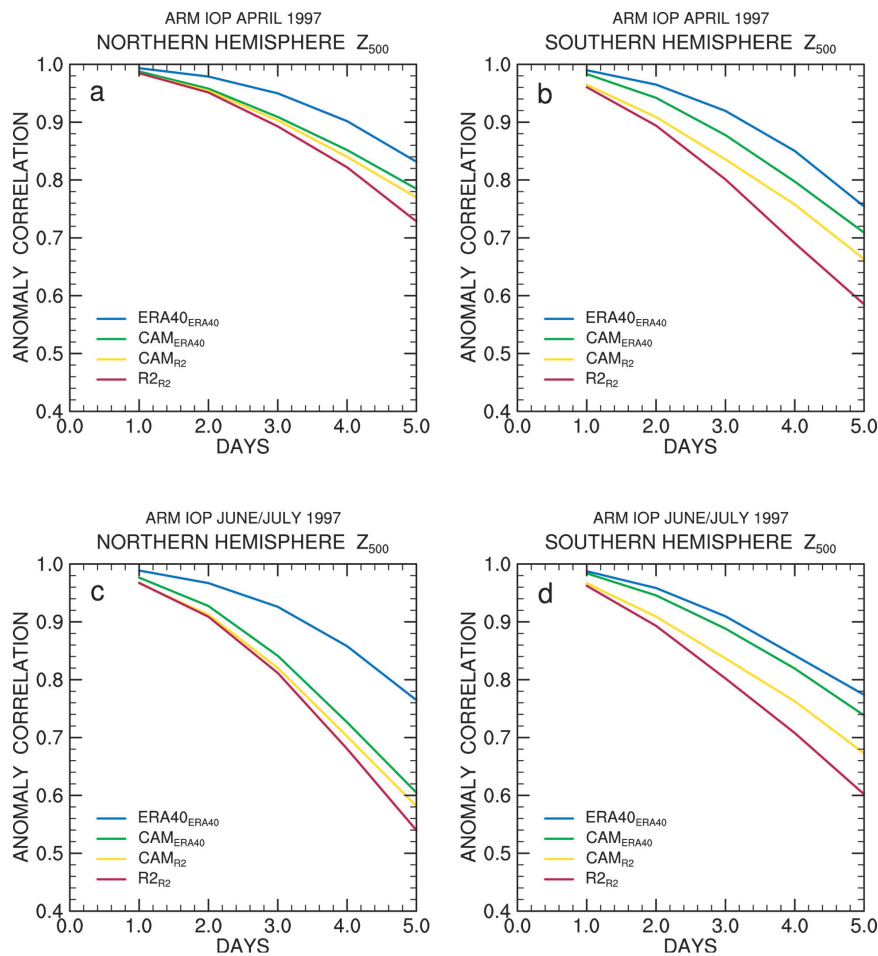 ARM IOP APRIL 1997
NORTHERN HEMISPHERE Z500
a
1.0
0.9
0.8
0.7
0.6
0.5
0.4
ANOMALY CORRELATION
ERA40ERA40
CAMERA40
CAMR2
R2R2
0.0 1.0 2.0 3.0 4.0 5.0
DAYS
ARM IOP APRIL 1997
SOUTHERN HEMISPHERE Z500
b
1.0
0.9
0.8
0.7
0.6
0.5
0.4
ANOMALY CORRELATION
ERA40ERA40
CAMERA40
CAMR2
R2R2
0.0 1.0 2.0 3.0 4.0 5.0
DAYS
ARM IOP JUNE/JULY 1997
NORTHERN HEMISPHERE Z500
c
1.0
0.9
0.8
0.7
0.6
0.5
0.4
ANOMALY CORRELATION
ERA40ERA40
CAMERA40
CAMR2
R2R2
0.0 1.0 2.0 3.0 4.0 5.0
DAYS
ARM IOP JUNE/JULY 1997
SOUTHERN HEMISPHERE Z500
d
1.0
0.9
0.8
0.7
0.6
0.5
0.4
ANOMALY CORRELATION
ERA40ERA40
CAMERA40
CAMR2
R2R2
0.0 1.0 2.0 3.0 4.0 5.0
DAYS